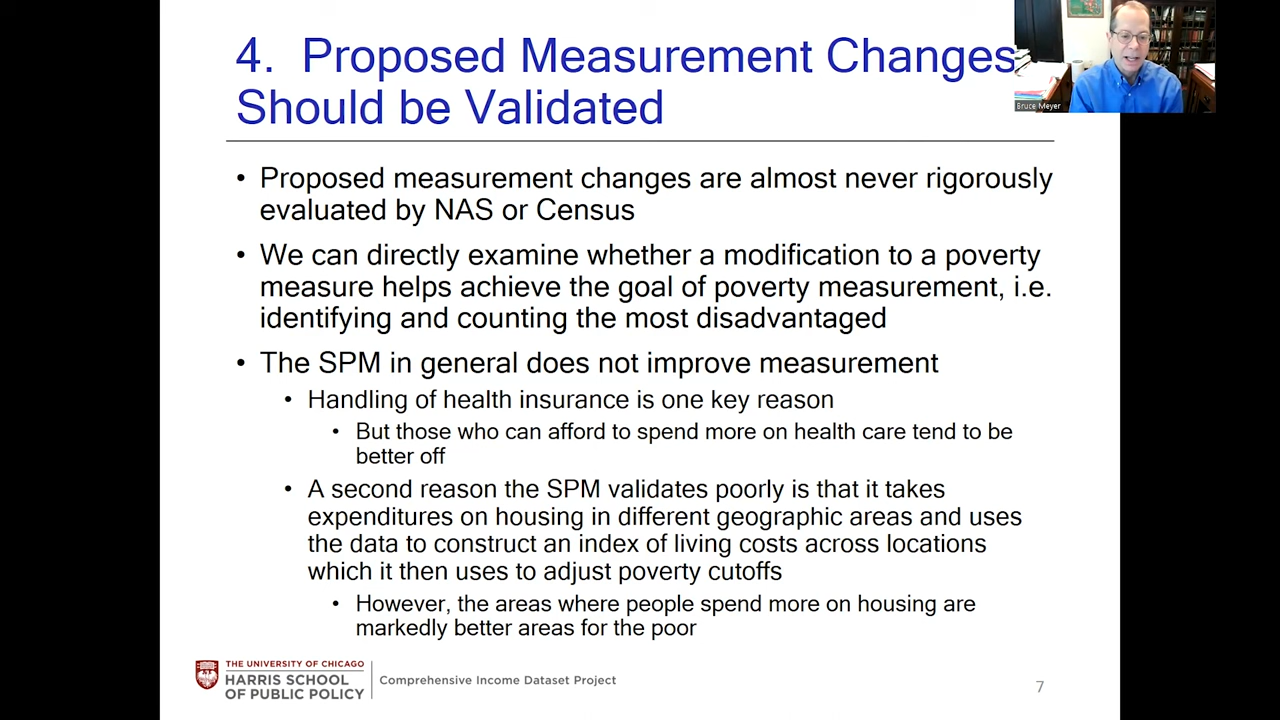 4. Proposed Measurement Changes
Should be Validated
Bruce Meyer
• Proposed measurement changes are almost never rigorously
evaluated by NAS or Census
• We can directly examine whether a modification to a poverty
measure helps achieve the goal of poverty measurement, i.e.
identifying and counting the most disadvantaged
• The SPM in general does not improve measurement
• Handling of health insurance is one key reason
• But those who can afford to spend more on health care tend to be
better off
• A second reason the SPM validates poorly is that it takes
expenditures on housing in different geographic areas and uses
the data to construct an index of living costs across locations
which it then uses to adjust poverty cutoffs
• However, the areas where people spend more on housing are
markedly better areas for the poor
THE UNIVERSITY OF CHICAGO
HARRIS SCHOOL
OF PUBLIC POLICY
Comprehensive Income Dataset Project
7